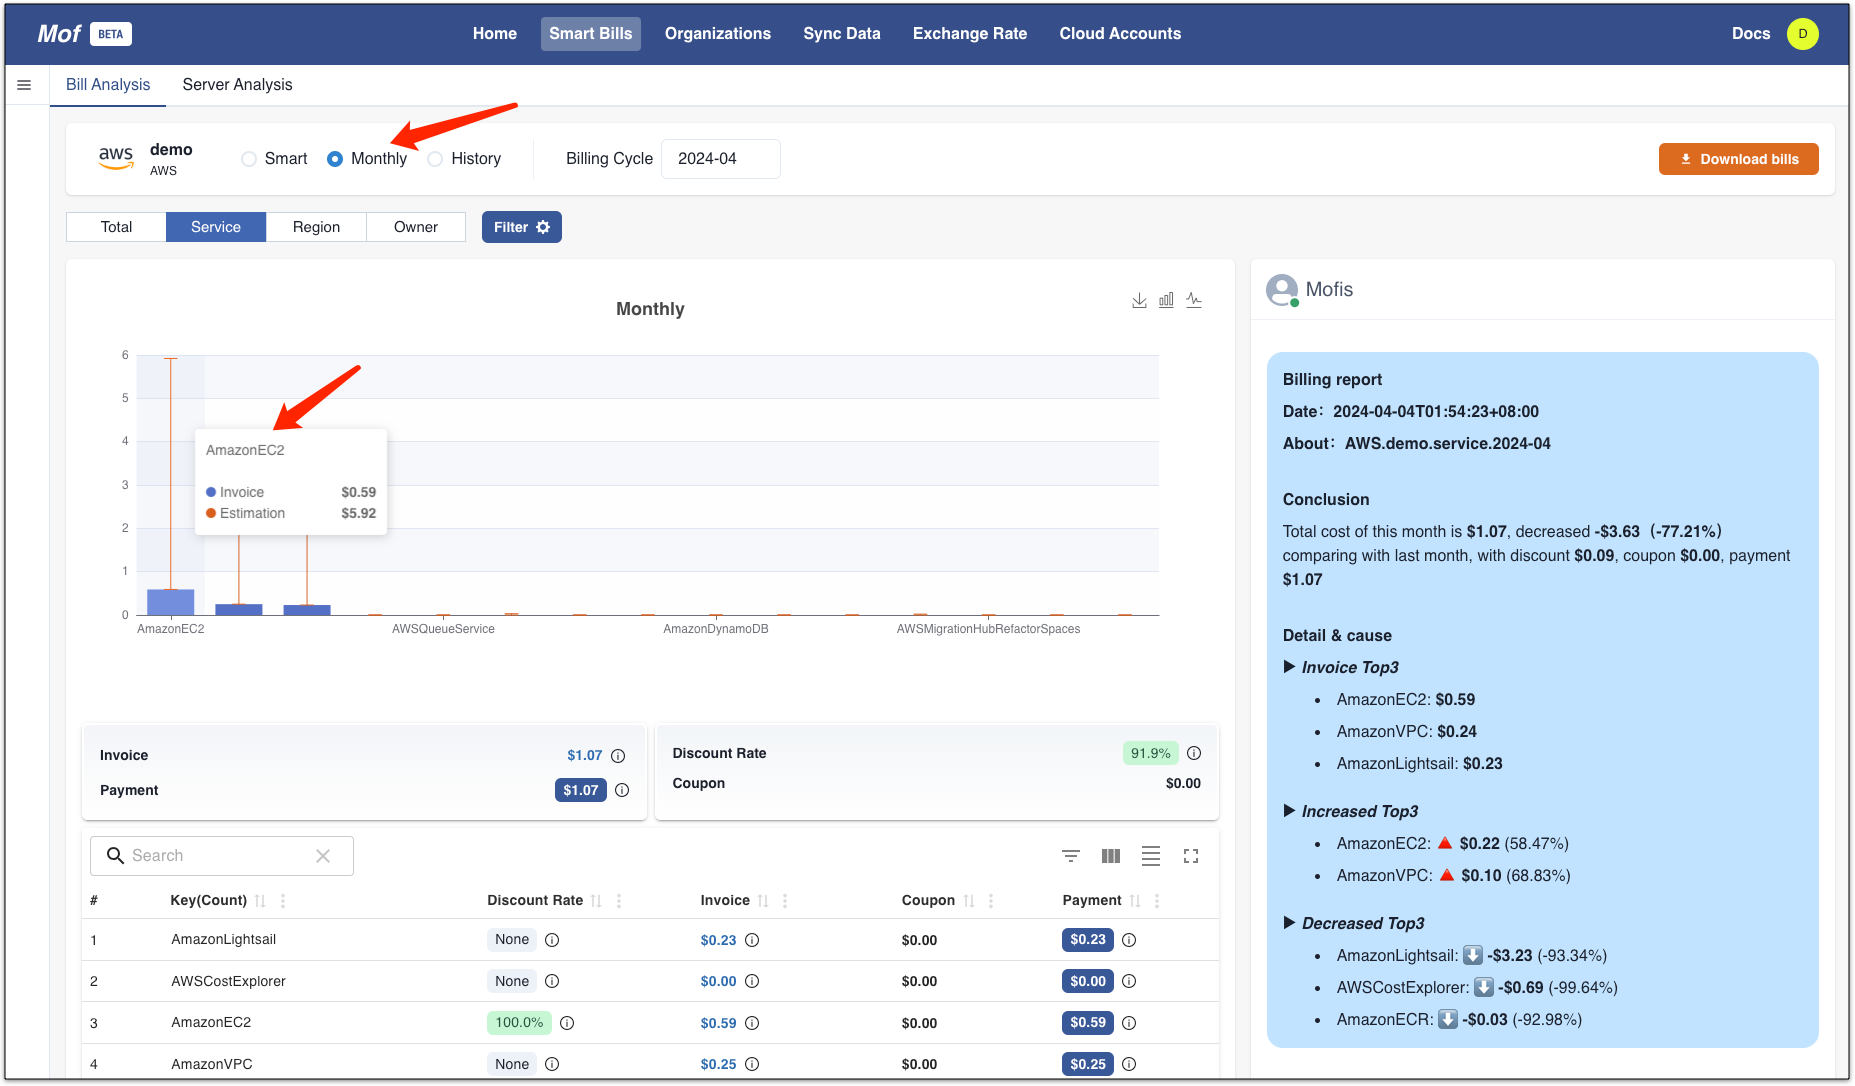 Mof BETA Home Smart Bills Organizations Sync Data Exchange Rate Cloud Accounts Docs D
Bill Analysis Server Analysis
aws demo AWS Smart Monthly History Billing Cycle 2024-04 Download bills
Total Service Region Owner Filter
Monthly
6
5
4
3
2
1
0
AmazonEC2
Invoice $0.59
Estimation $5.92
AmazonEC2 AWSQueueService AmazonDynamoDB AWSMigrationHubRefactorSpaces
Invoice $1.07
Payment $1.07
Discount Rate 91.9%
Coupon $0.00
Search
# Key(Count) Discount Rate Invoice Coupon Payment
1 AmazonLightsail None $0.23 $0.00 $0.23
2 AWSCostExplorer None $0.00 $0.00 $0.00
3 AmazonEC2 100.0% $0.59 $0.00 $0.59
4 AmazonVPC None $0.25 $0.00 $0.25
Mofis
Billing report
Date：2024-04-04T01:54:23+08:00
About：AWS.demo.service.2024-04
Conclusion
Total cost of this month is $1.07, decreased -$3.63（-77.21%）
comparing with last month, with discount $0.09, coupon $0.00, payment
$1.07
Detail & cause
▶ Invoice Top3
• AmazonEC2: $0.59
• AmazonVPC: $0.24
• AmazonLightsail: $0.23
▶ Increased Top3
• AmazonEC2: 🔺 $0.22 (58.47%)
• AmazonVPC: 🔺 $0.10 (68.83%)
▶ Decreased Top3
• AmazonLightsail: ⬇️ -$3.23 (-93.34%)
• AWSCostExplorer: ⬇️ -$0.69 (-99.64%)
• AmazonECR: ⬇️ -$0.03 (-92.98%)